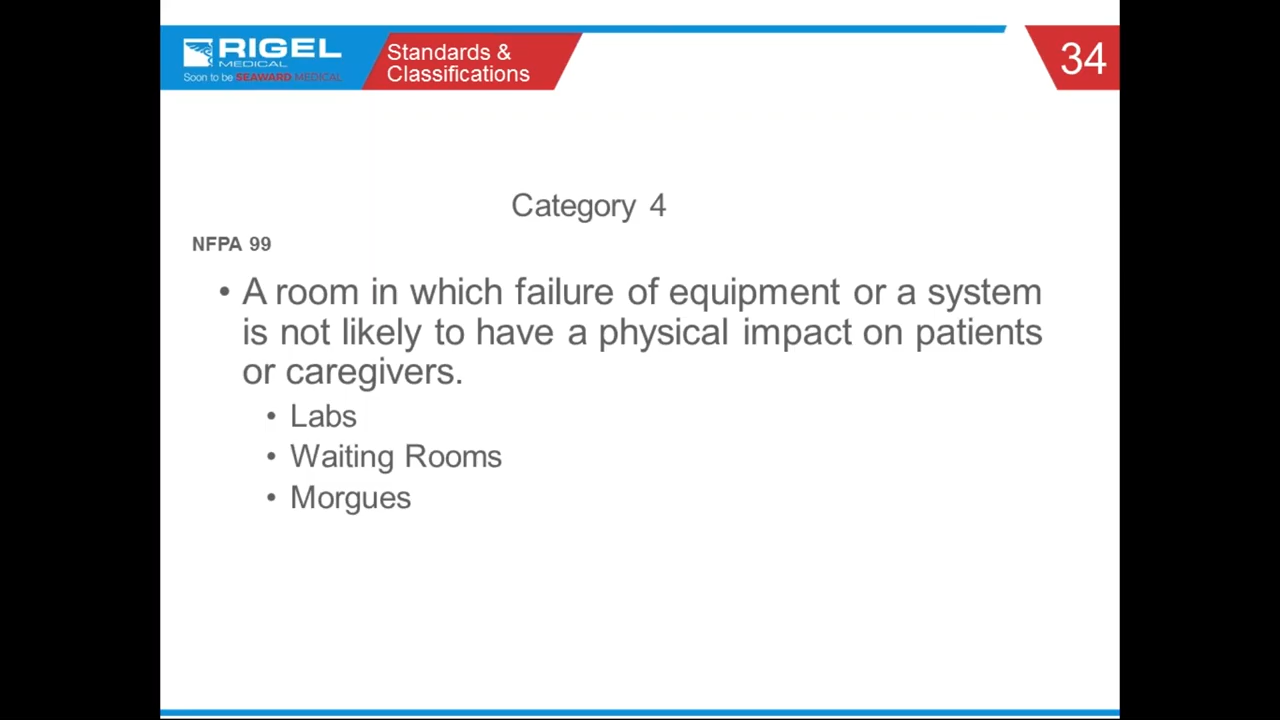 RIGEL
MEDICAL
Soon to be SEAWARD MEDICAL
Standards &
Classifications
34
Category 4
NFPA 99
• A room in which failure of equipment or a system
is not likely to have a physical impact on patients
or caregivers.
• Labs
• Waiting Rooms
• Morgues